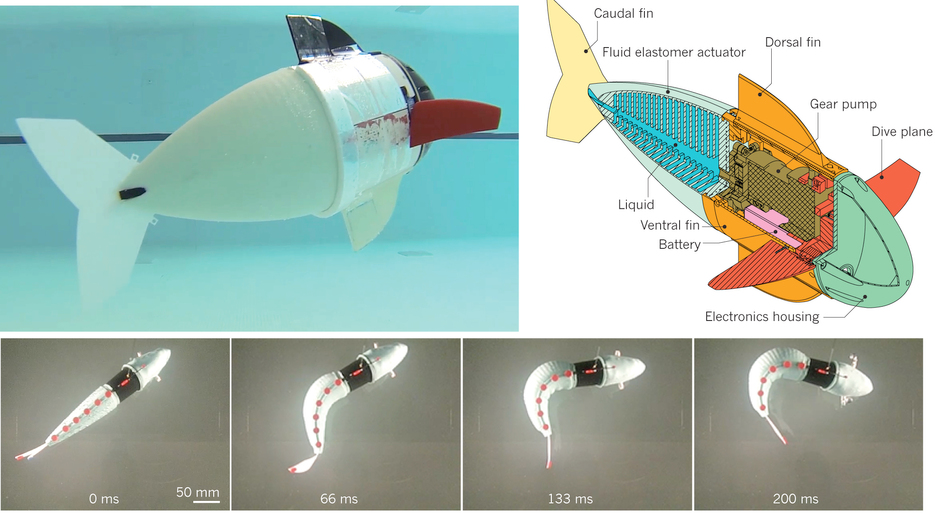 Caudal fin
Fluid elastomer actuator
Dorsal fin
Gear pump
Dive plane
Liquid
Ventral fin
Battery
Electronics housing
0 ms
50 mm
66 ms
133 ms
200 ms